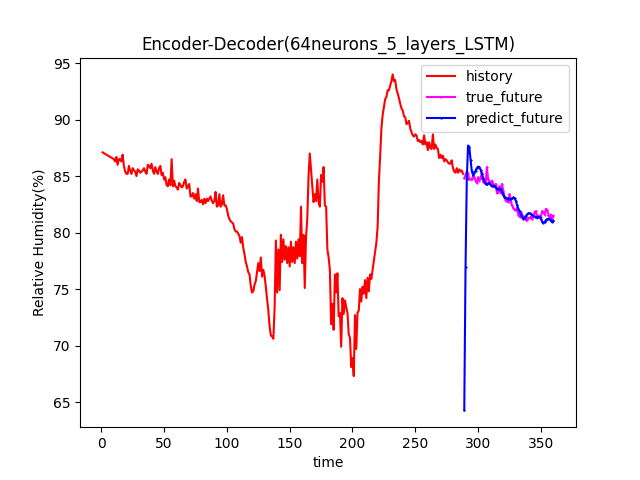 Encoder-Decoder(64neurons_5_layers_LSTM)
history
true_future
predict_future
Relative Humidity(%)
95
90
85
80
75
70
65
0 50 100 150 200 250 300 350
time